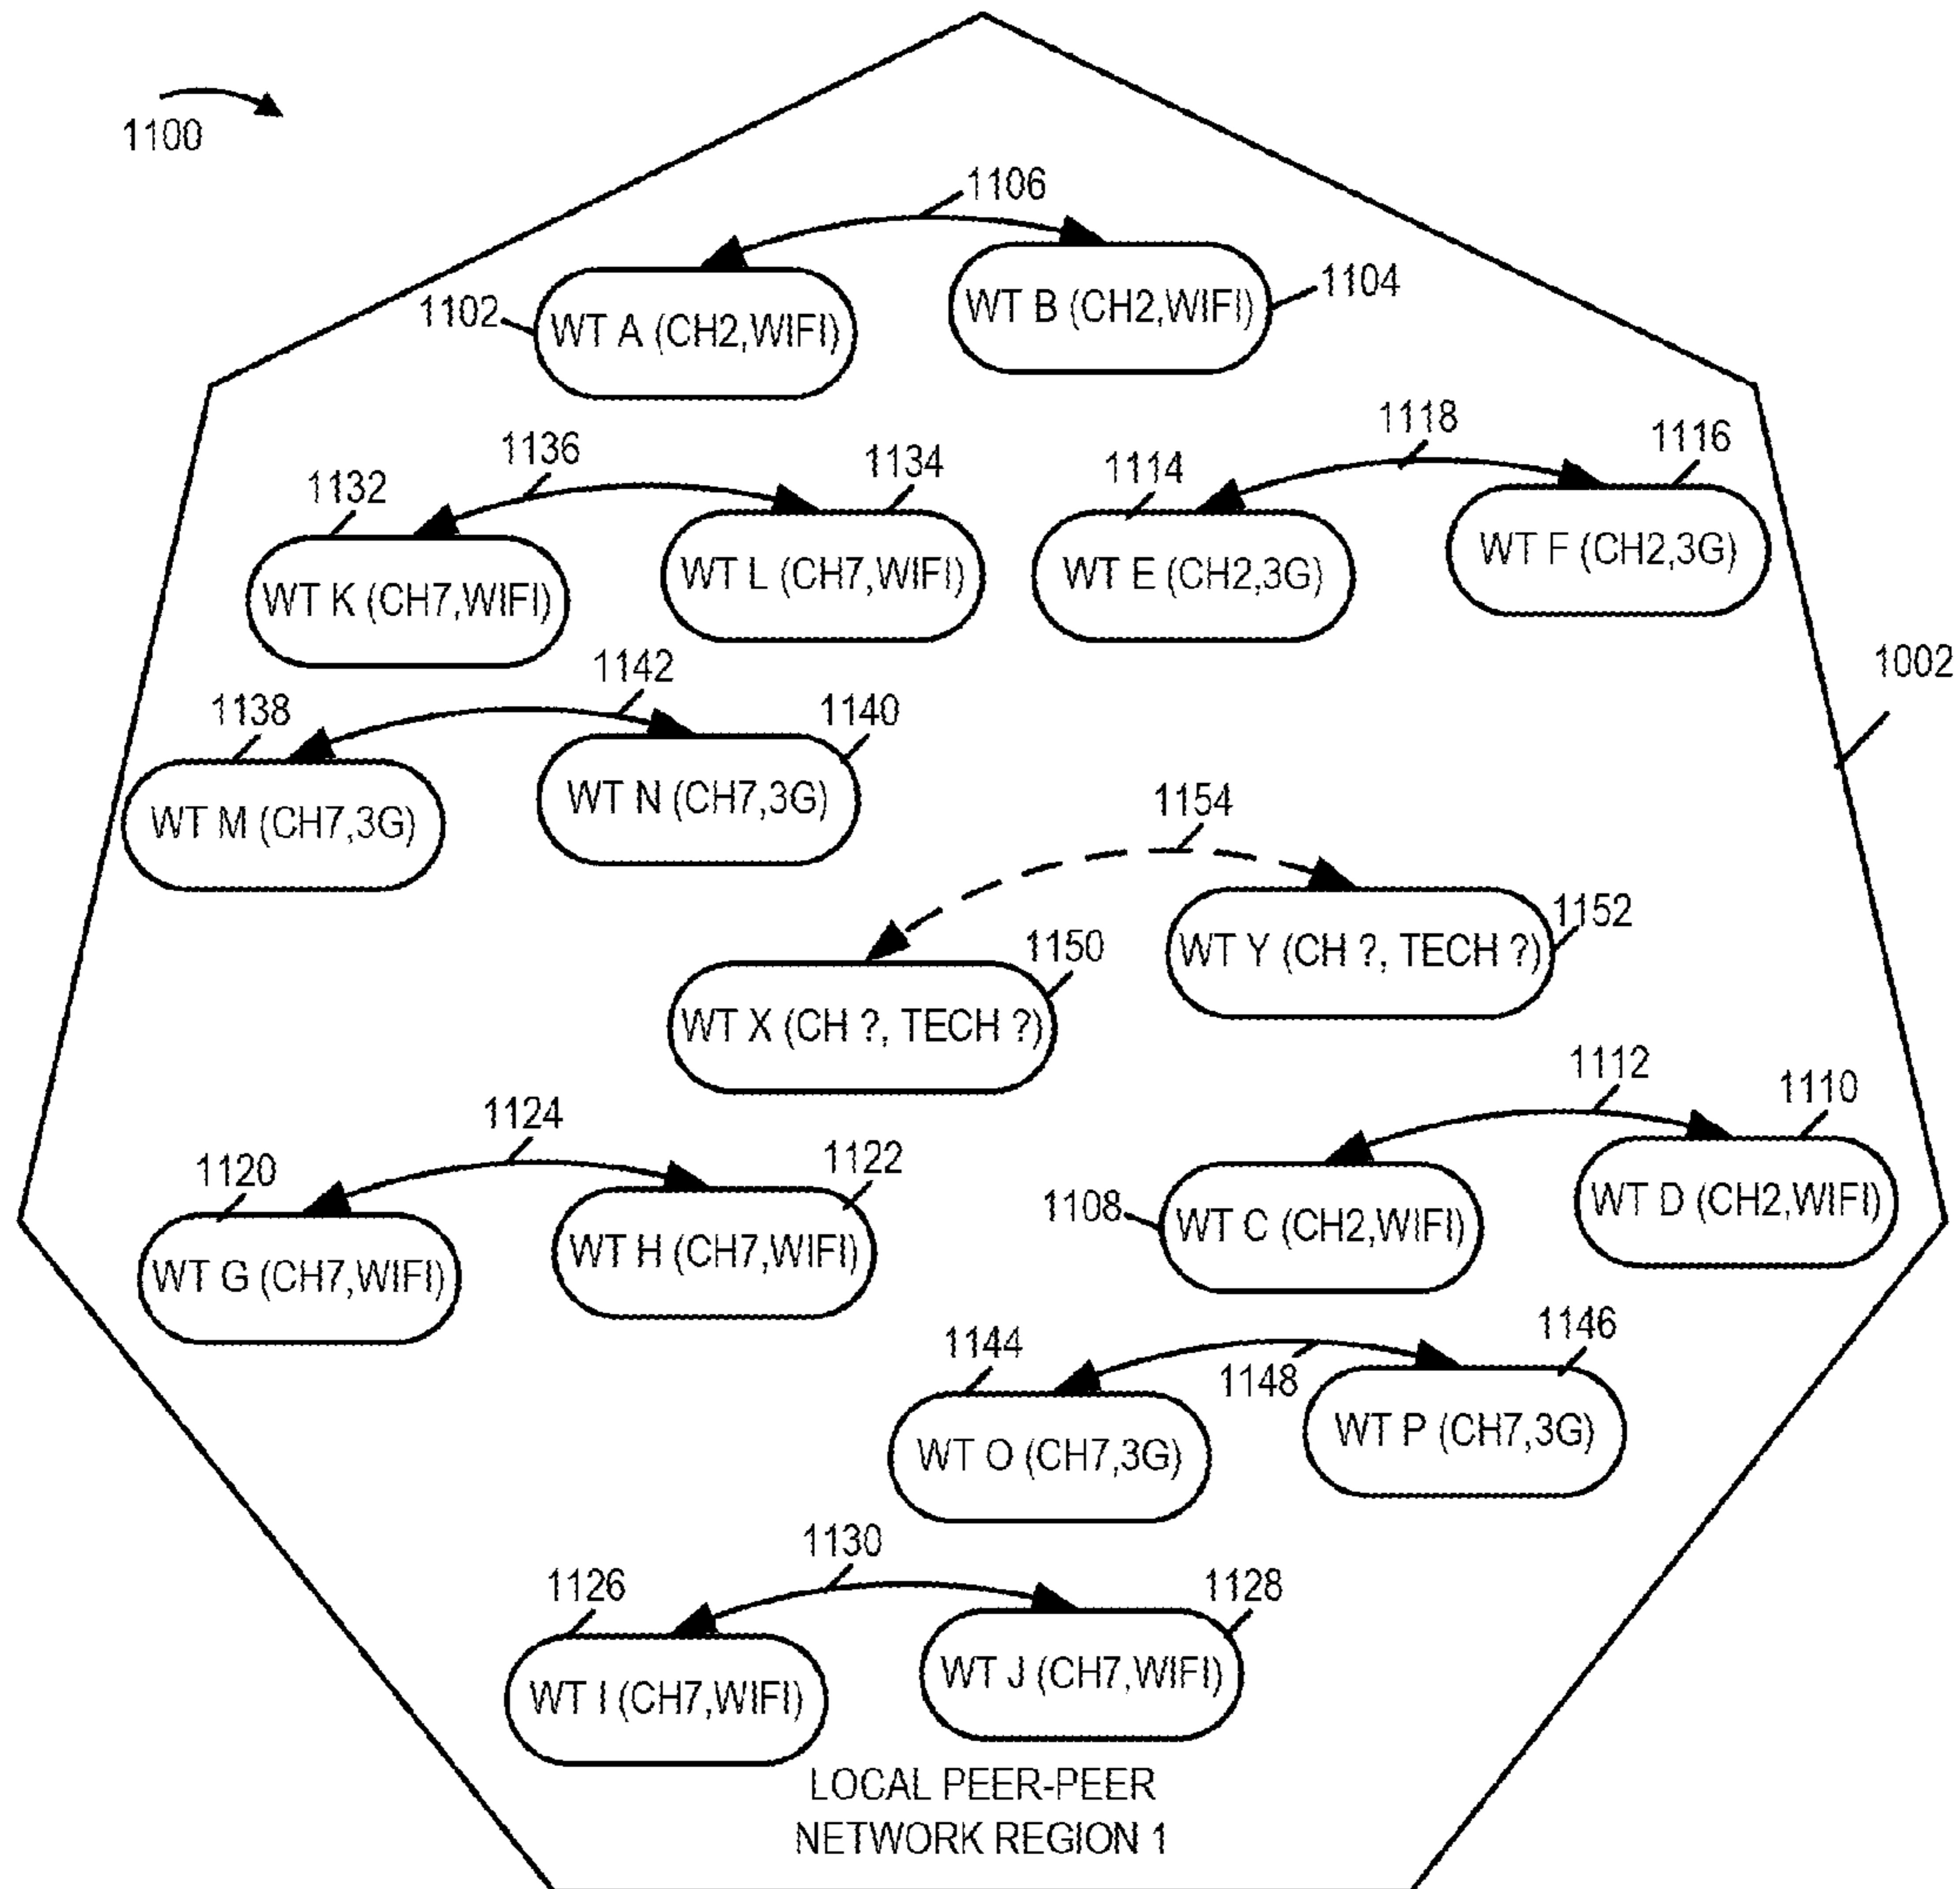 1100
1106
1102
WT A (CH2,WIFI)
WT B (CH2,WIFI)
1104
1118
1116
1136
1134
1114
1132
WT K (CH7,WIFI)
WT L (CH7,WIFI)
WT E (CH2,3G)
WT F (CH2,3G)
1002
1142
1138
1140
WT M (CH7,3G)
WT N (CH7,3G)
1154
1150
1152
WT X (CH ?, TECH ?)
WT Y (CH ?, TECH ?)
1112
1110
1124
1120
1122
1108
WT G (CH7,WIFI)
WT H (CH7,WIFI)
WT C (CH2,WIFI)
WT D (CH2,WIFI)
1144
1148
1146
WT O (CH7,3G)
WT P (CH7,3G)
1130
1126
1128
WT I (CH7,WIFI)
WT J (CH7,WIFI)
LOCAL PEER-PEER
NETWORK REGION 1